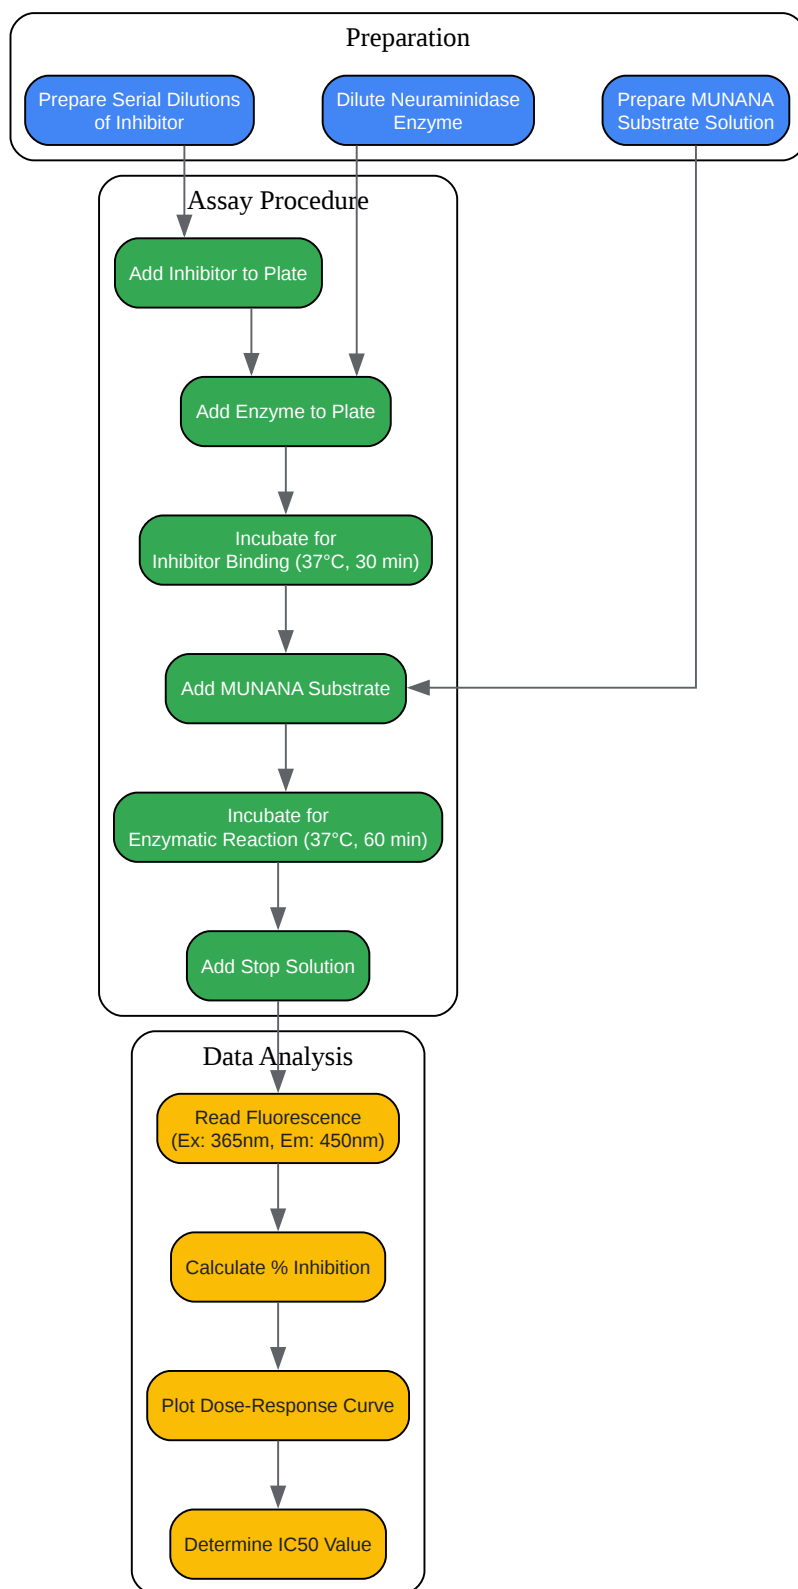 Preparation
Prepare Serial Dilutions
of Inhibitor
Dilute Neuraminidase
Enzyme
Prepare MUNANA
Substrate Solution
Assay Procedure
Add Inhibitor to Plate
Add Enzyme to Plate
Incubate for
Inhibitor Binding (37°C, 30 min)
Add MUNANA Substrate
Incubate for
Enzymatic Reaction (37°C, 60 min)
Add Stop Solution
Data Analysis
Read Fluorescence
(Ex: 365nm, Em: 450nm)
Calculate % Inhibition
Plot Dose-Response Curve
Determine IC50 Value